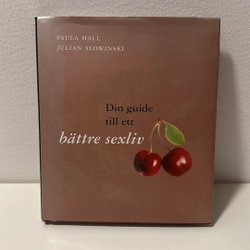 PAULA HALL
JULIAN SLOWINSKI
Din guide
till ett
bättre sexliv